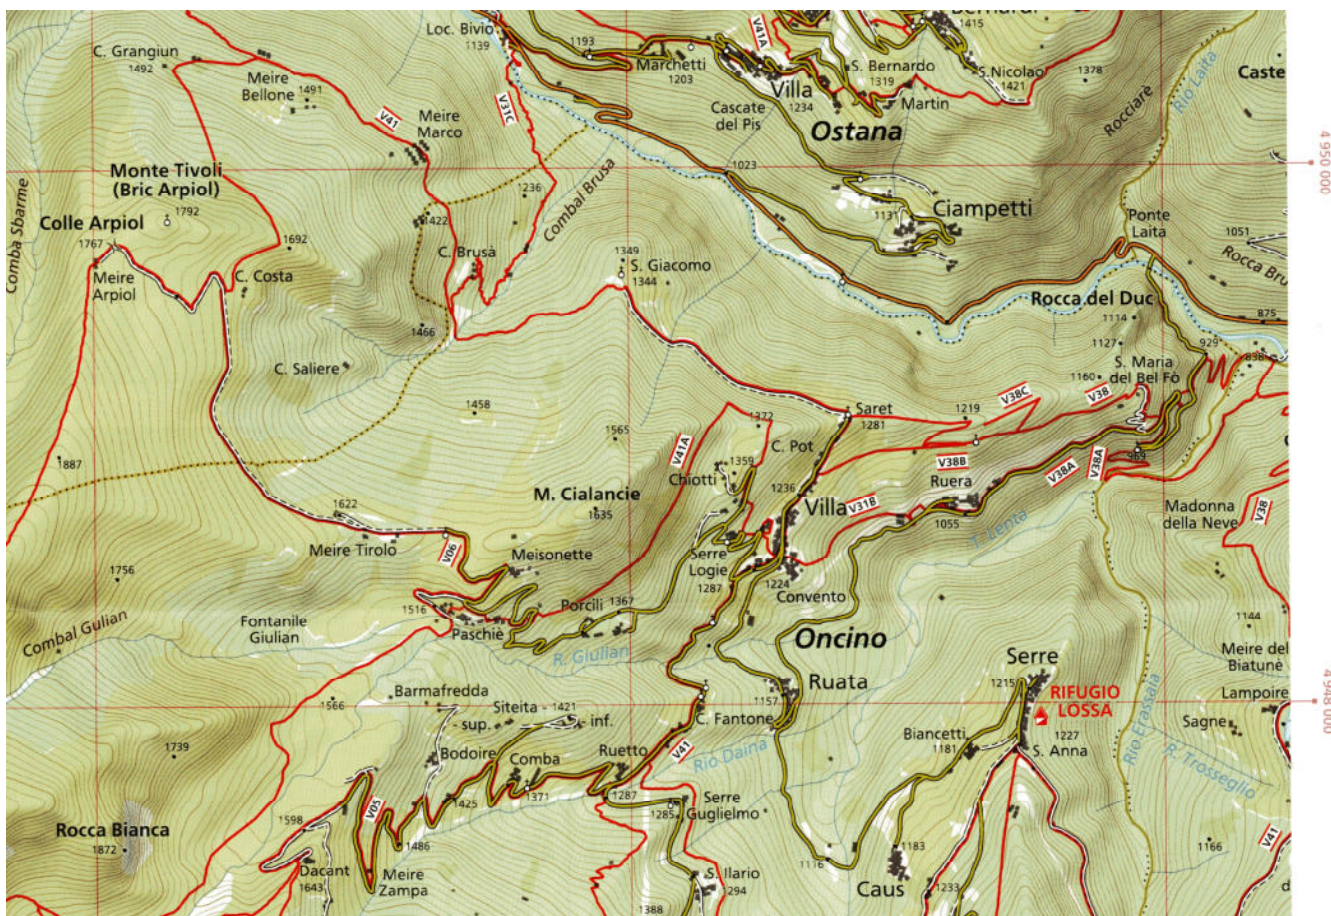 Bernardi
1415
Loc. Bivio
1139
1193
V41A
C. Grangiun
1492
Marchetti
1203
S. Bernardo
1319
S.Nicolao
1421
1378
Rio Laita
Caste
Meire
Bellone
1491
Villa
1234
Martin
Cascate
del Pis
V41
V31C
Meire
Marco
Ostana
Rocciare
4 950 000
Monte Tivoli
(Bric Arpiol)
1792
1023
1236
Combal Brusa
Comba Sbarme
1422
1131
Ciampetti
Ponte
Laita
Colle Arpiol
1767
1692
1051
Rocca Bru
C. Brusà
1349
S. Giacomo
1344
Meire
Arpiol
C. Costa
Rocca del Duc
1114
875
1466
1127
929
838
C. Saliere
S. Maria
del Bel Fò
1160
V38C
V38
1458
Saret
1281
1219
1372
1565
V41A
C. Pot
V38B
V38A
V38A
969
1887
1359
Chiotti
Ruera
M. Cialancie
1635
1236
Villa
V31B
1055
Madonna
della Neve
V38
1622
Meire Tirolo
V06
Meisonette
Serre
Logie
1287
T. Lenta
1756
1224
Convento
1516
Porcili
1367
Fontanile
Giulian
Paschiè
Combal Gulian
R. Giulian
Oncino
1144
Meire del
Biatunè
Serre
1215
RIFUGIO
LOSSA
Ruata
1157
Lampoire
4 948 000
Barmafredda
1566
Siteita
1421
- sup. -
- inf.
C. Fantone
Sagne
1227
S. Anna
Biancetti
1181
1739
V41
Rio Daina
Rio Erassaia
R. Trosseglio
Bodoire
Comba
Ruetto
1371
1425
1287
Serre
Guglielmo
1285
V05
Rocca Bianca
1872
1598
1486
1116
1183
1166
V41
Dacant
1643
Meire
Zampa
S. Ilario
1294
Caus
1233
1388